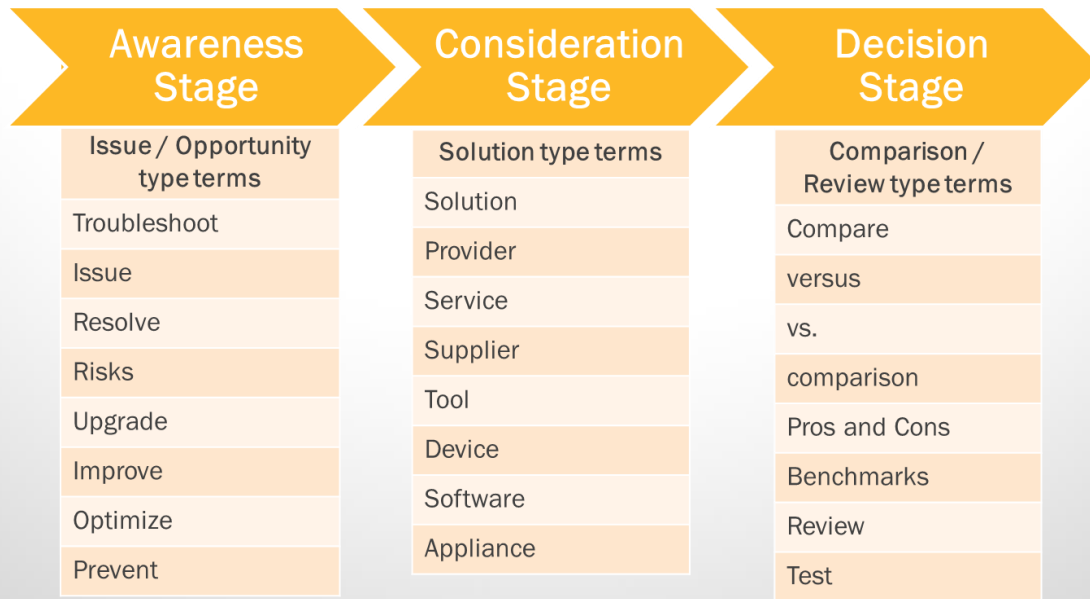 Awareness
Stage
Issue / Opportunity
type terms
Troubleshoot
Issue
Resolve
Risks
Upgrade
Improve
Optimize
Prevent
Consideration
Stage
Solution type terms
Solution
Provider
Service
Supplier
Tool
Device
Software
Appliance
Decision
Stage
Comparison /
Review type terms
Compare
versus
vs.
comparison
Pros and Cons
Benchmarks
Review
Test